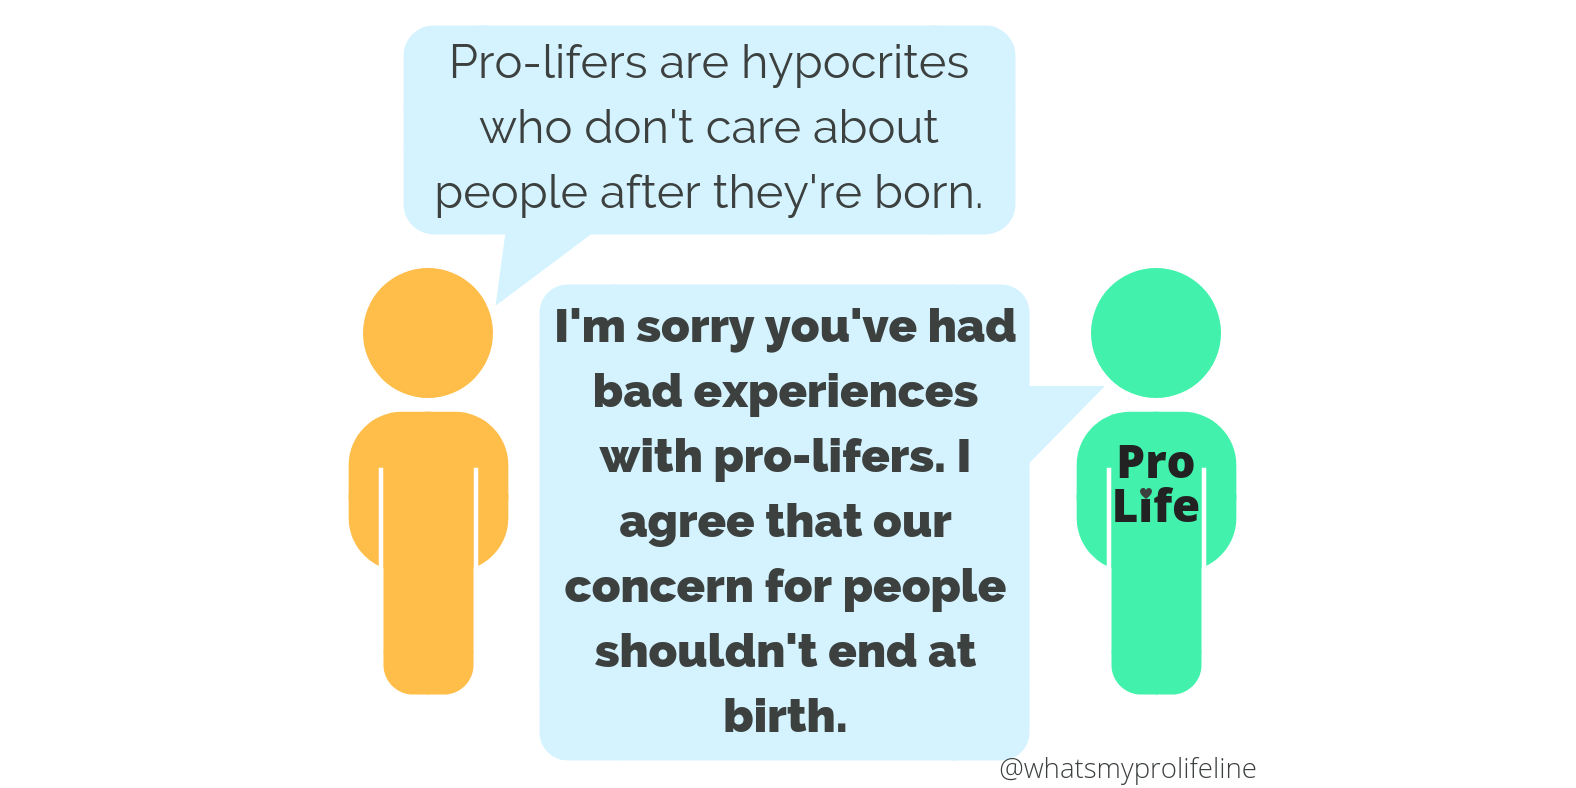 Pro-lifers are hypocrites
who don't care about
people after they're born.
I'm sorry you've had
bad experiences
with pro-lifers. I
agree that our
concern for people
shouldn't end at
birth.
Pro
Life
@whatsmyprolifeline